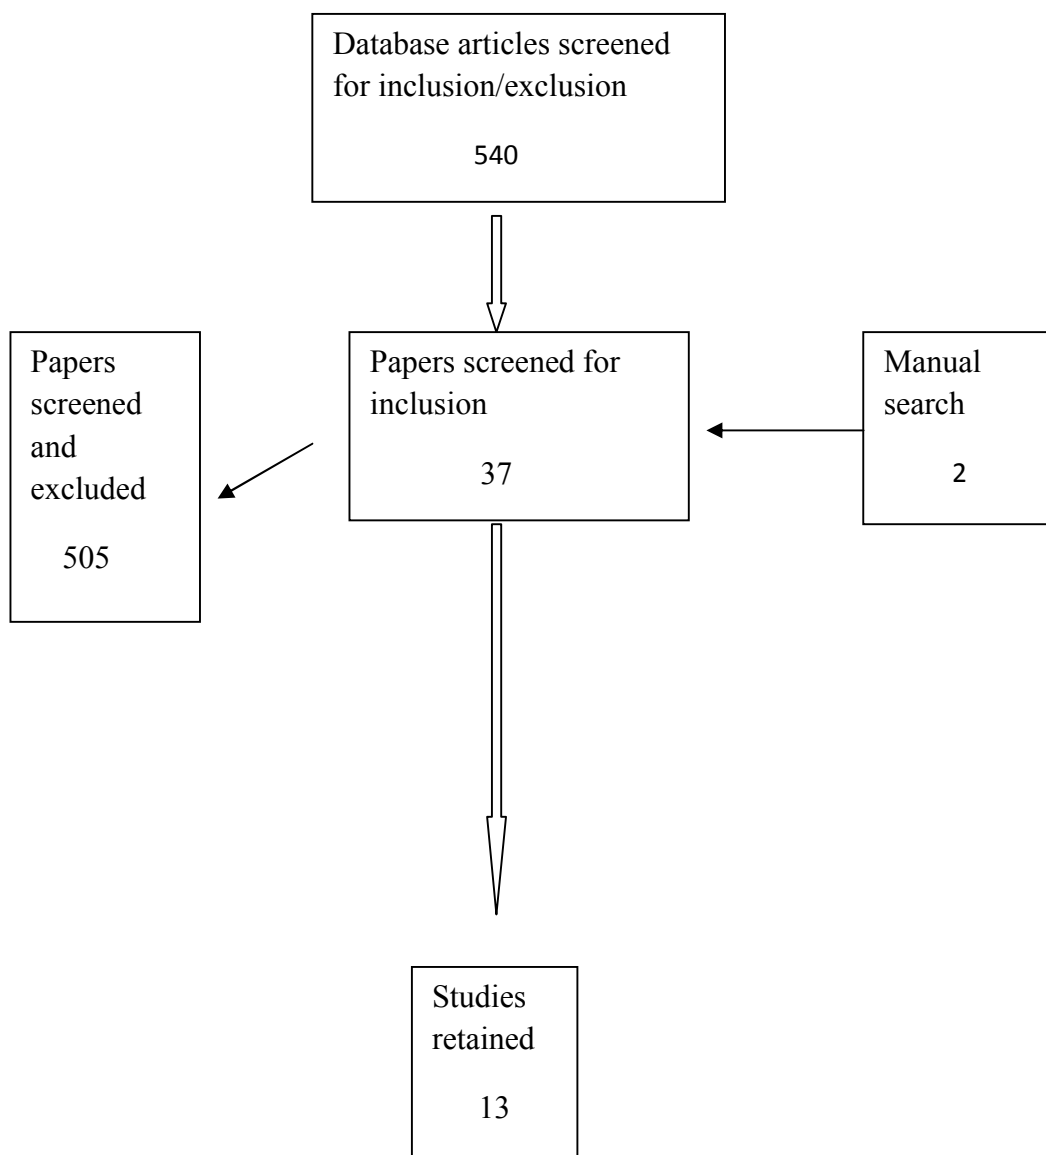 Database articles screened
for inclusion/exclusion
540
Papers
screened
and
excluded
505
Papers screened for
inclusion
37
Manual
search
2
Studies
retained
13